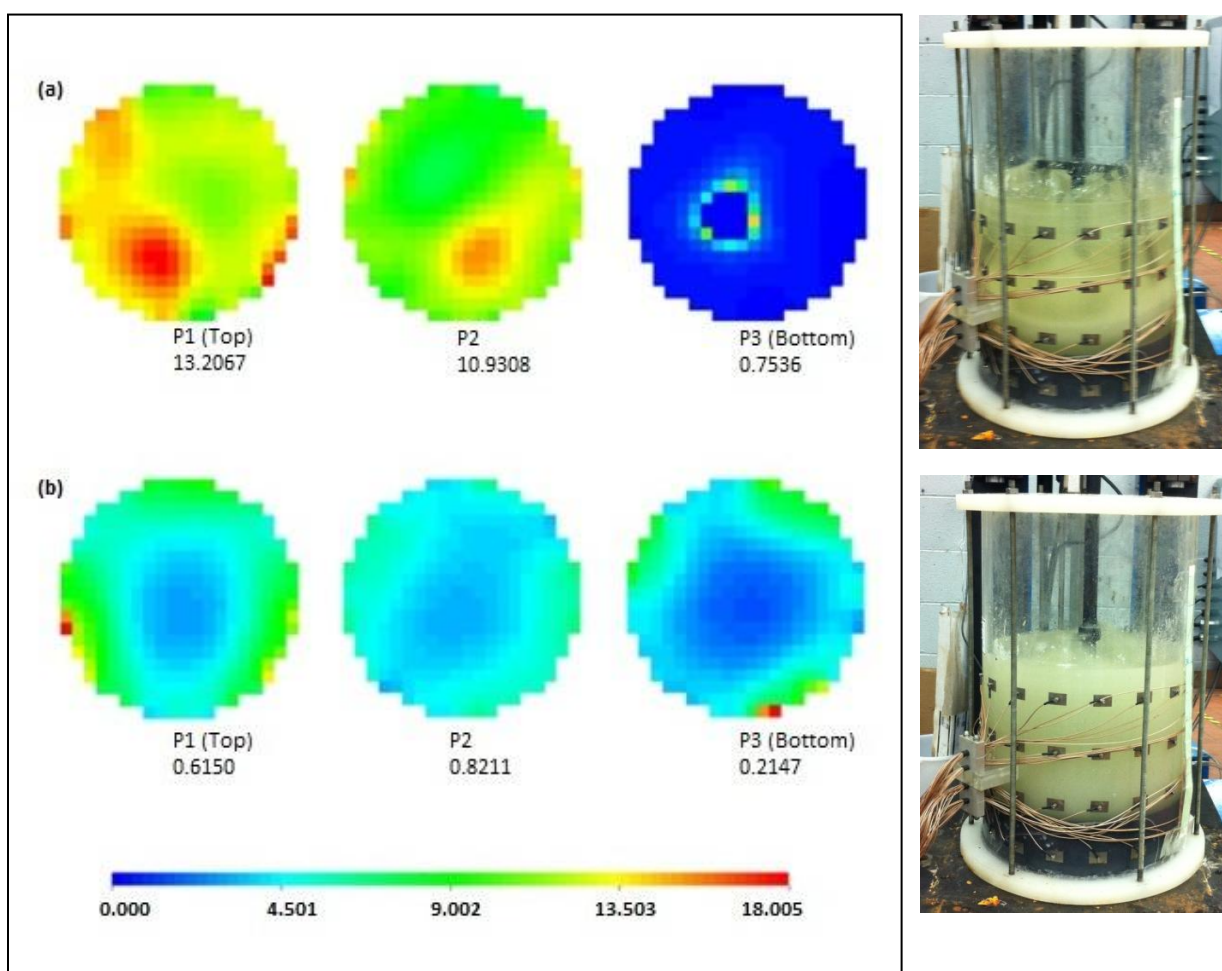 (a)
P1 (Top)
13.2067
P2
10.9308
P3 (Bottom)
0.7536
(b)
P1 (Top)
0.6150
P2
0.8211
P3 (Bottom)
0.2147
0.000 4.501 9.002 13.503 18.005